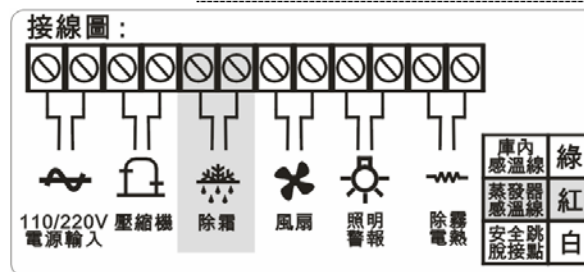 接線圖：
110/220V
電源輸入
壓縮機
除霜
風扇
照明
警報
除霧
電熱
庫內
感溫線
綠
蒸發器
感溫線
紅
安全跳
脫接點
白